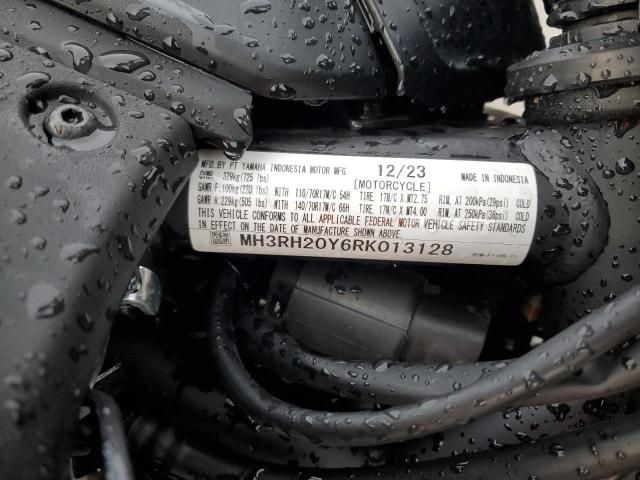 MFD. BY PT. YAMAHA INDONESIA MOTOR MFG. 12/23 MADE IN INDONESIA
GVWR: 329kg (725 lbs) [MOTORCYCLE]
GAWR F: 100kg (220 lbs) WITH 110/70R17M/C 54H TIRE, 17M/C X MT2.75 RIM, AT 200kPa (29psi) COLD
GAWR R: 229kg (505 lbs) WITH 140/70R17M/C 66H TIRE, 17M/C X MT4.00 RIM, AT 250kPa (36psi) COLD
THIS VEHICLE CONFORMS TO ALL APPLICABLE FEDERAL MOTOR VEHICLE SAFETY STANDARDS
IN EFFECT ON THE DATE OF MANUFACTURE SHOWN ABOVE.
MH3RH20Y6RK013128